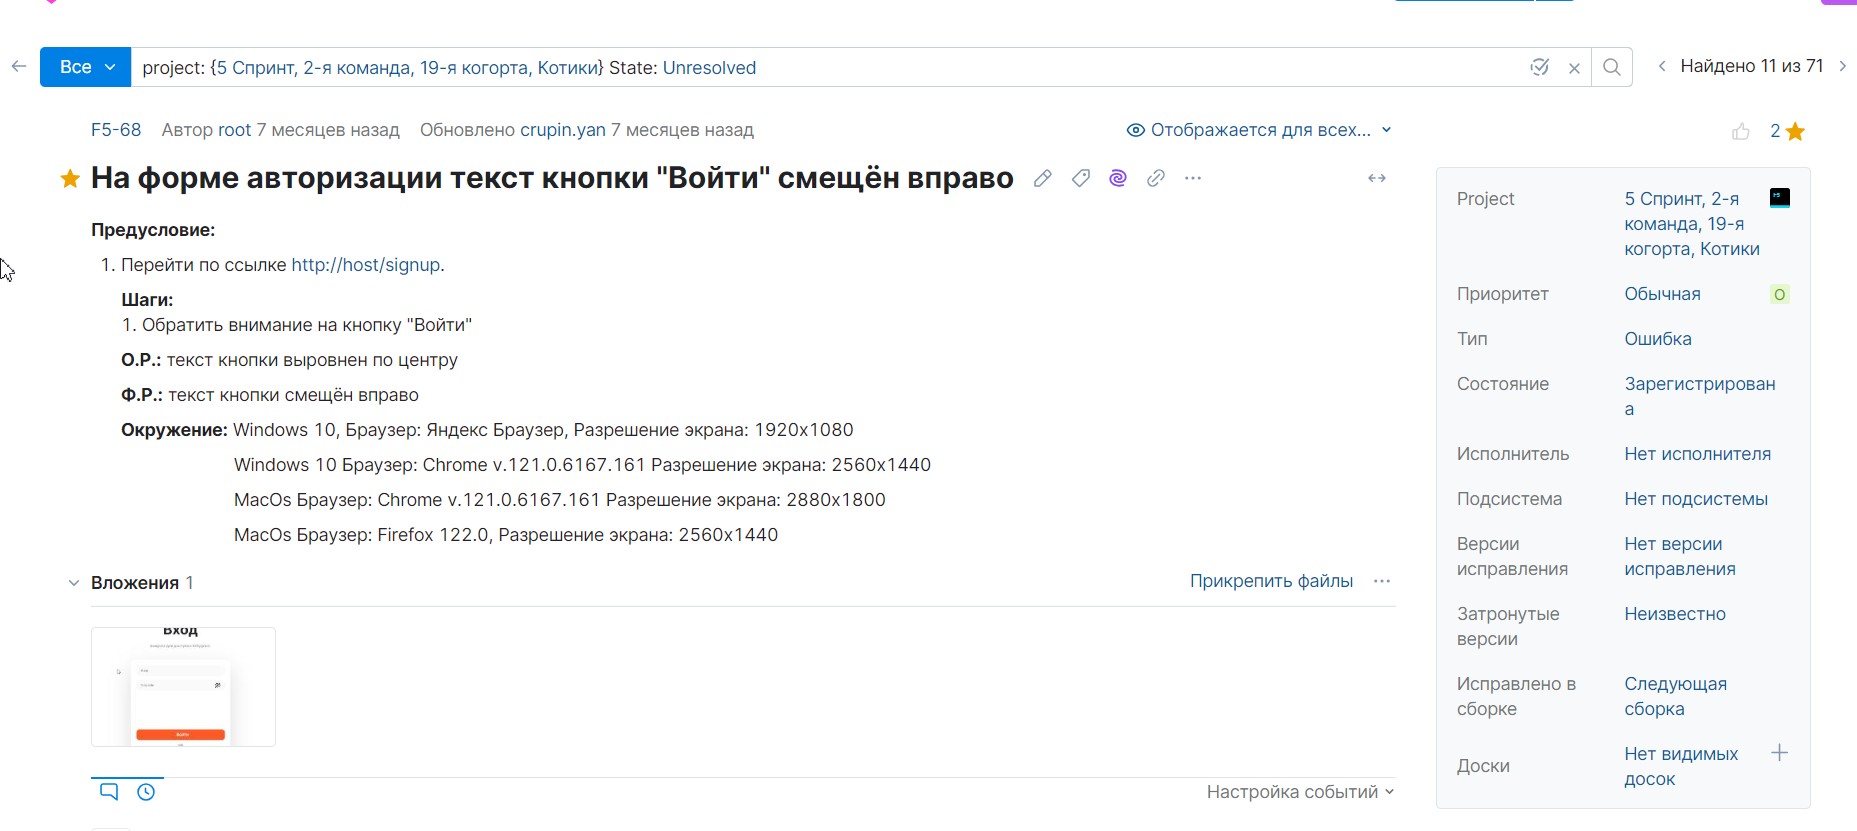 Все
project: {5 Спринт, 2-я команда, 19-я когорта, Котики} State: Unresolved
Найдено 11 из 71
F5-68 Автор root 7 месяцев назад Обновлено crupin.yan 7 месяцев назад
Отображается для всех...
2
На форме авторизации текст кнопки "Войти" смещён вправо
Предусловие:
1. Перейти по ссылке http://host/signup.
Шаги:
1. Обратить внимание на кнопку "Войти"
О.Р.: текст кнопки выровнен по центру
Ф.Р.: текст кнопки смещён вправо
Окружение: Windows 10, Браузер: Яндекс Браузер, Разрешение экрана: 1920x1080
Windows 10 Браузер: Chrome v.121.0.6167.161 Разрешение экрана: 2560x1440
MacOs Браузер: Chrome v.121.0.6167.161 Разрешение экрана: 2880x1800
MacOs Браузер: Firefox 122.0, Разрешение экрана: 2560x1440
Вложения 1
Прикрепить файлы
Вход
Настройка событий
Project 5 Спринт, 2-я
команда, 19-я
когорта, Котики
Приоритет Обычная О
Тип Ошибка
Состояние Зарегистрирован
а
Исполнитель Нет исполнителя
Подсистема Нет подсистемы
Версии Нет версии
исправления исправления
Затронутые Неизвестно
версии
Исправлено в Следующая
сборке сборка
Доски Нет видимых
досок